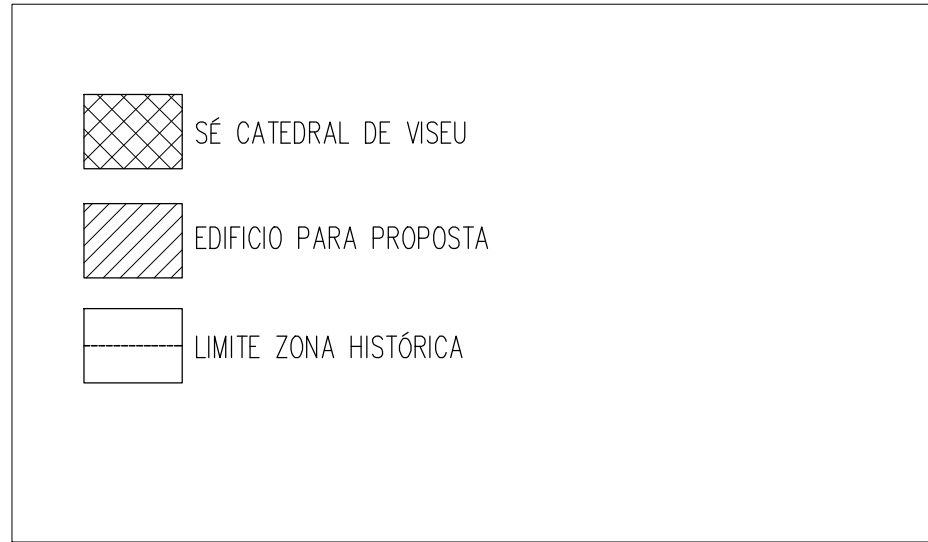 SÉ CATEDRAL DE VISEU
EDIFICIO PARA PROPOSTA
LIMITE ZONA HISTÓRICA